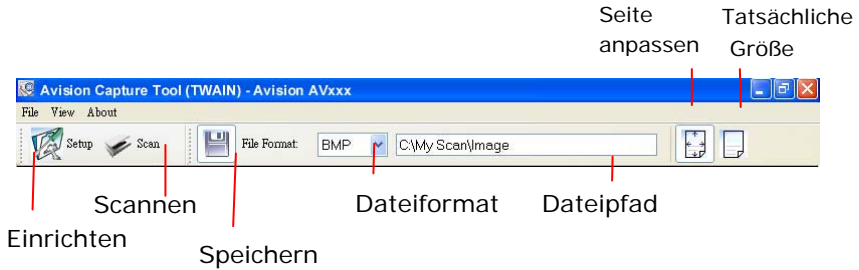 Seite
anpassen
Tatsächliche
Größe
Avision Capture Tool (TWAIN) - Avision AVxxx
File View About
Setup Scan File Format: BMP C:\My Scan\Image
Scannen
Dateiformat
Dateipfad
Einrichten
Speichern